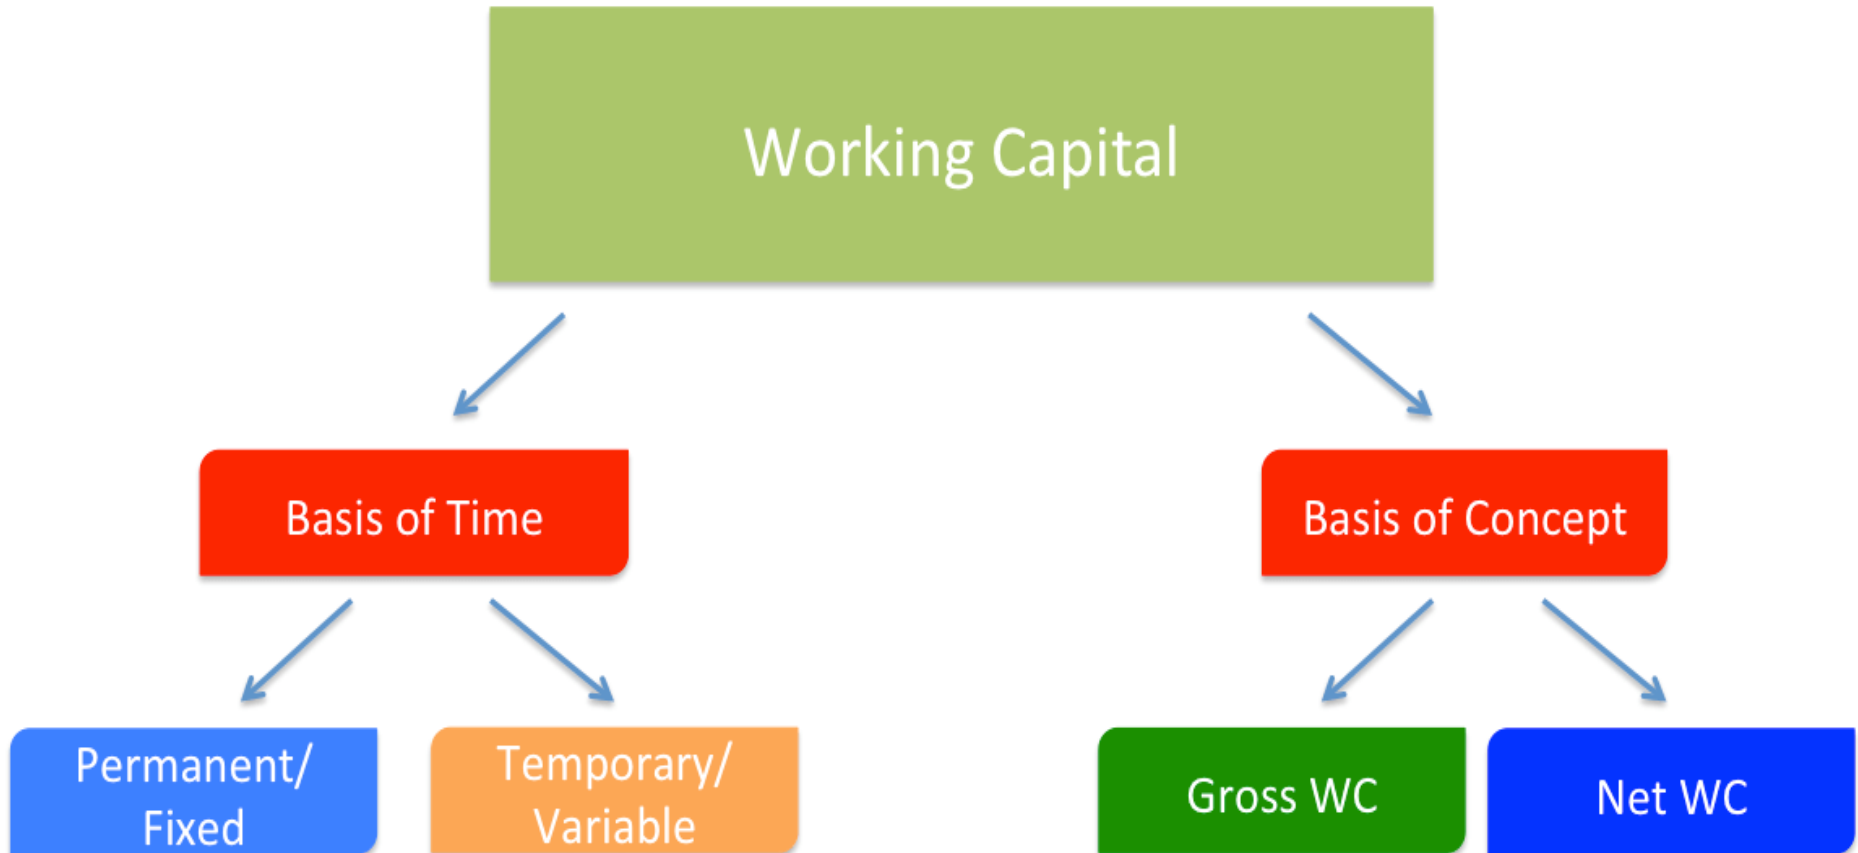 Working Capital
Basis of Time
Basis of Concept
Permanent/
Fixed
Temporary/
Variable
Gross WC
Net WC